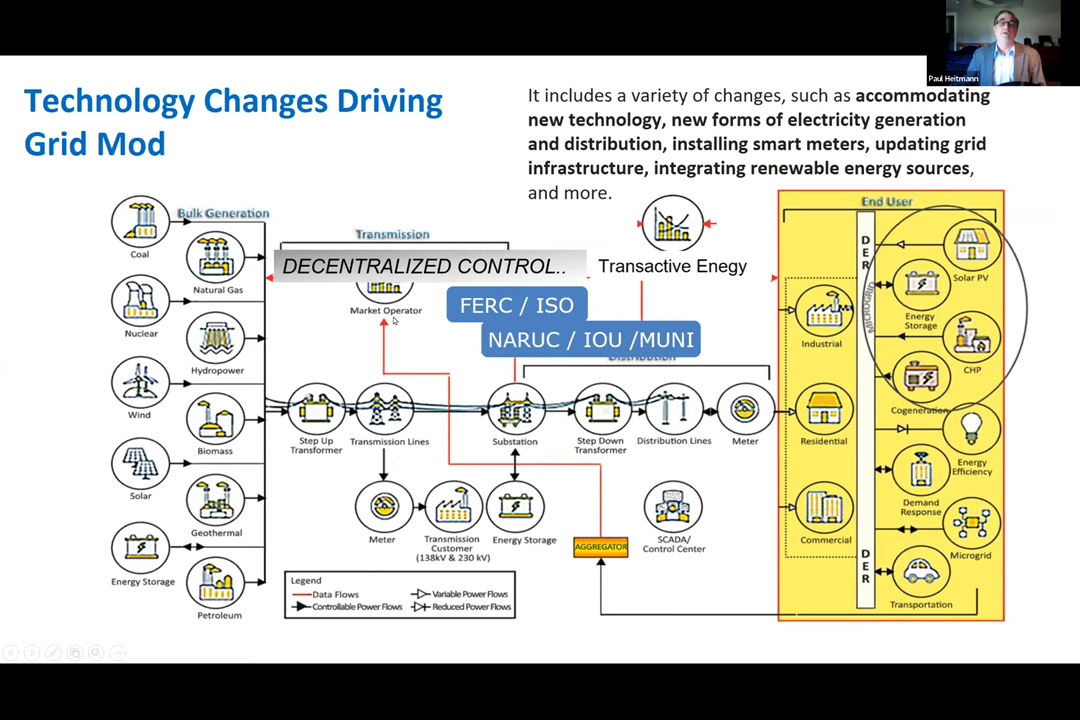 Paul Heitmann
Technology Changes Driving
Grid Mod
It includes a variety of changes, such as accommodating
new technology, new forms of electricity generation
and distribution, installing smart meters, updating grid
infrastructure, integrating renewable energy sources,
and more.
Bulk Generation
Coal
Natural Gas
Nuclear
Hydropower
Wind
Biomass
Solar
Geothermal
Energy Storage
Petroleum
Transmission
DECENTRALIZED CONTROL..
Transactive Enegy
Market Operator
FERC / ISO
NARUC / IOU /MUNI
Distribution
Step Up
Transformer
Transmission Lines
Substation
Step Down
Transformer
Distribution Lines
Meter
Meter
Transmission
Customer
(138kV & 230 kV)
Energy Storage
AGGREGATOR
SCADA/
Control Center
Legend
Data Flows
Controllable Power Flows
Variable Power Flows
Reduced Power Flows
End User
DER
MICROGRID
Industrial
Residential
Commercial
DER
Solar PV
Energy
Storage
CHP
Cogeneration
Energy
Efficiency
Demand
Response
Microgrid
Transportation